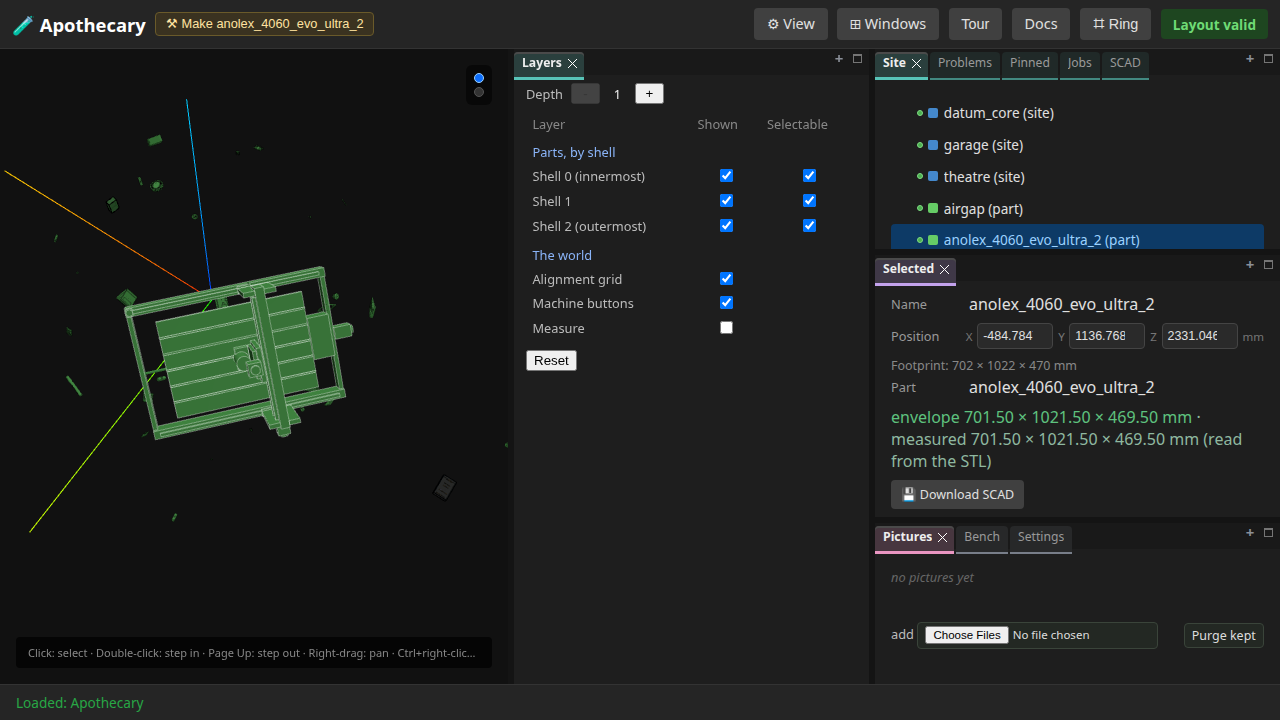 🧪 Apothecary
⚒ Make anolex_4060_evo_ultra_2
⚙ View
⊞ Windows
Tour
Docs
⌗ Ring
Layout valid
Click: select · Double-click: step in · Page Up: step out · Right-drag: pan · Ctrl+right-clic…
Layers
Depth - 1 +
Layer Shown Selectable
Parts, by shell
Shell 0 (innermost)
Shell 1
Shell 2 (outermost)
The world
Alignment grid
Machine buttons
Measure
Reset
Site Problems Pinned Jobs SCAD
datum_core (site)
garage (site)
theatre (site)
airgap (part)
anolex_4060_evo_ultra_2 (part)
Selected
Name anolex_4060_evo_ultra_2
Position X -484.784 Y 1136.768 Z 2331.046 mm
Footprint: 702 × 1022 × 470 mm
Part anolex_4060_evo_ultra_2
envelope 701.50 × 1021.50 × 469.50 mm ·
measured 701.50 × 1021.50 × 469.50 mm (read
from the STL)
💾 Download SCAD
Pictures Bench Settings
no pictures yet
add Choose Files No file chosen
Purge kept
Loaded: Apothecary